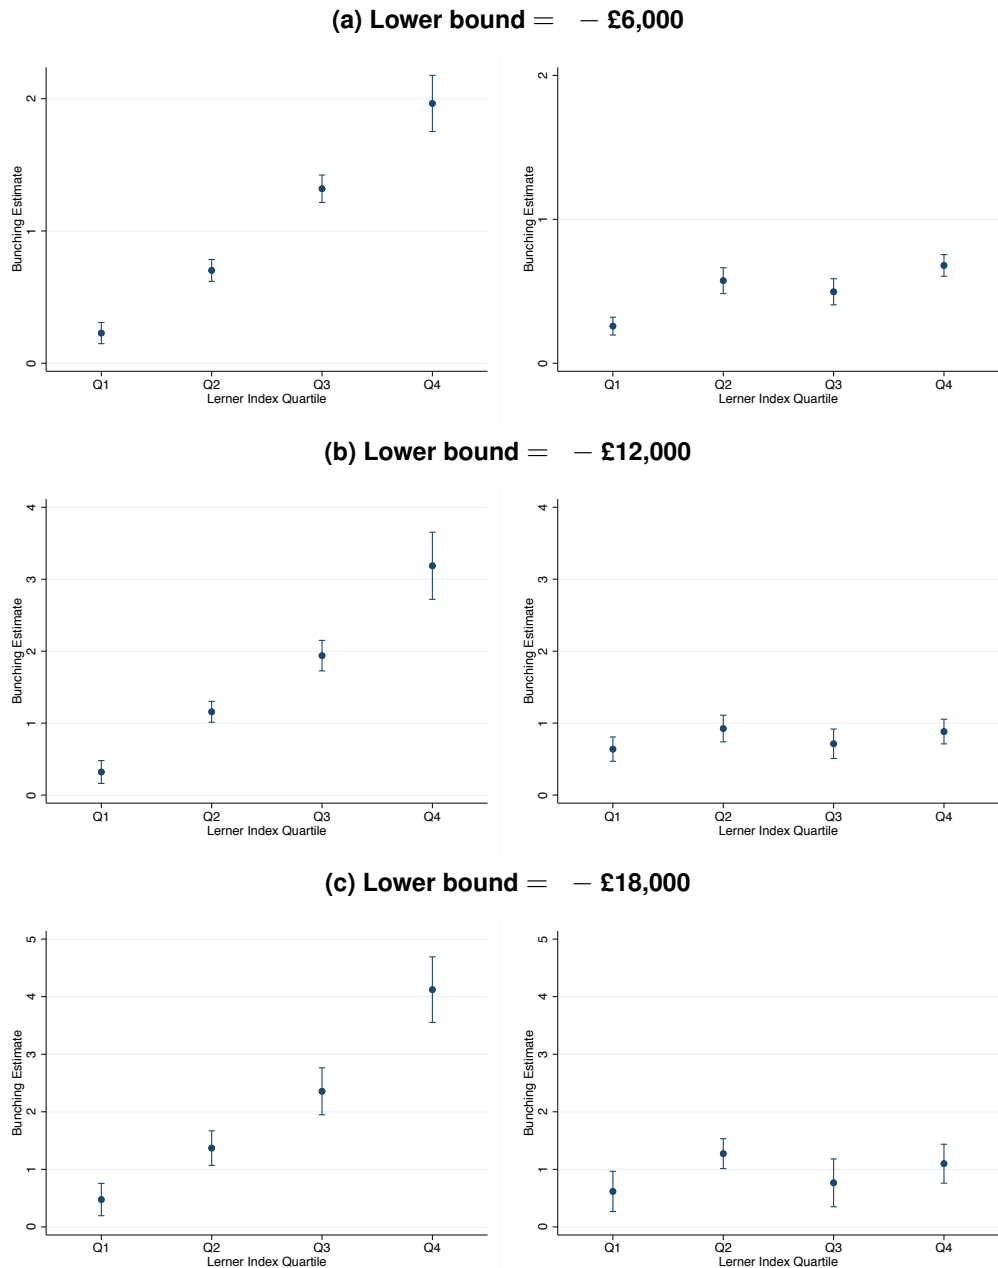 (a) Lower bound = − £6,000
Bunching Estimate
2
1
0
Q1 Q2 Q3 Q4
Lerner Index Quartile
Bunching Estimate
2
1
0
Q1 Q2 Q3 Q4
Lerner Index Quartile
(b) Lower bound = − £12,000
Bunching Estimate
4
3
2
1
0
Q1 Q2 Q3 Q4
Lerner Index Quartile
Bunching Estimate
4
3
2
1
0
Q1 Q2 Q3 Q4
Lerner Index Quartile
(c) Lower bound = − £18,000
Bunching Estimate
5
4
3
2
1
0
Q1 Q2 Q3 Q4
Lerner Index Quartile
Bunching Estimate
5
4
3
2
1
0
Q1 Q2 Q3 Q4
Lerner Index Quartile